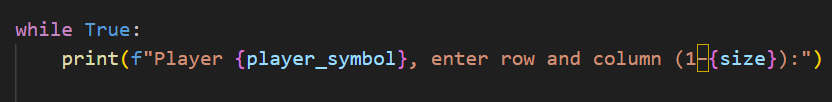 while True:
print(f"Player {player_symbol}, enter row and column (1–{size}):")